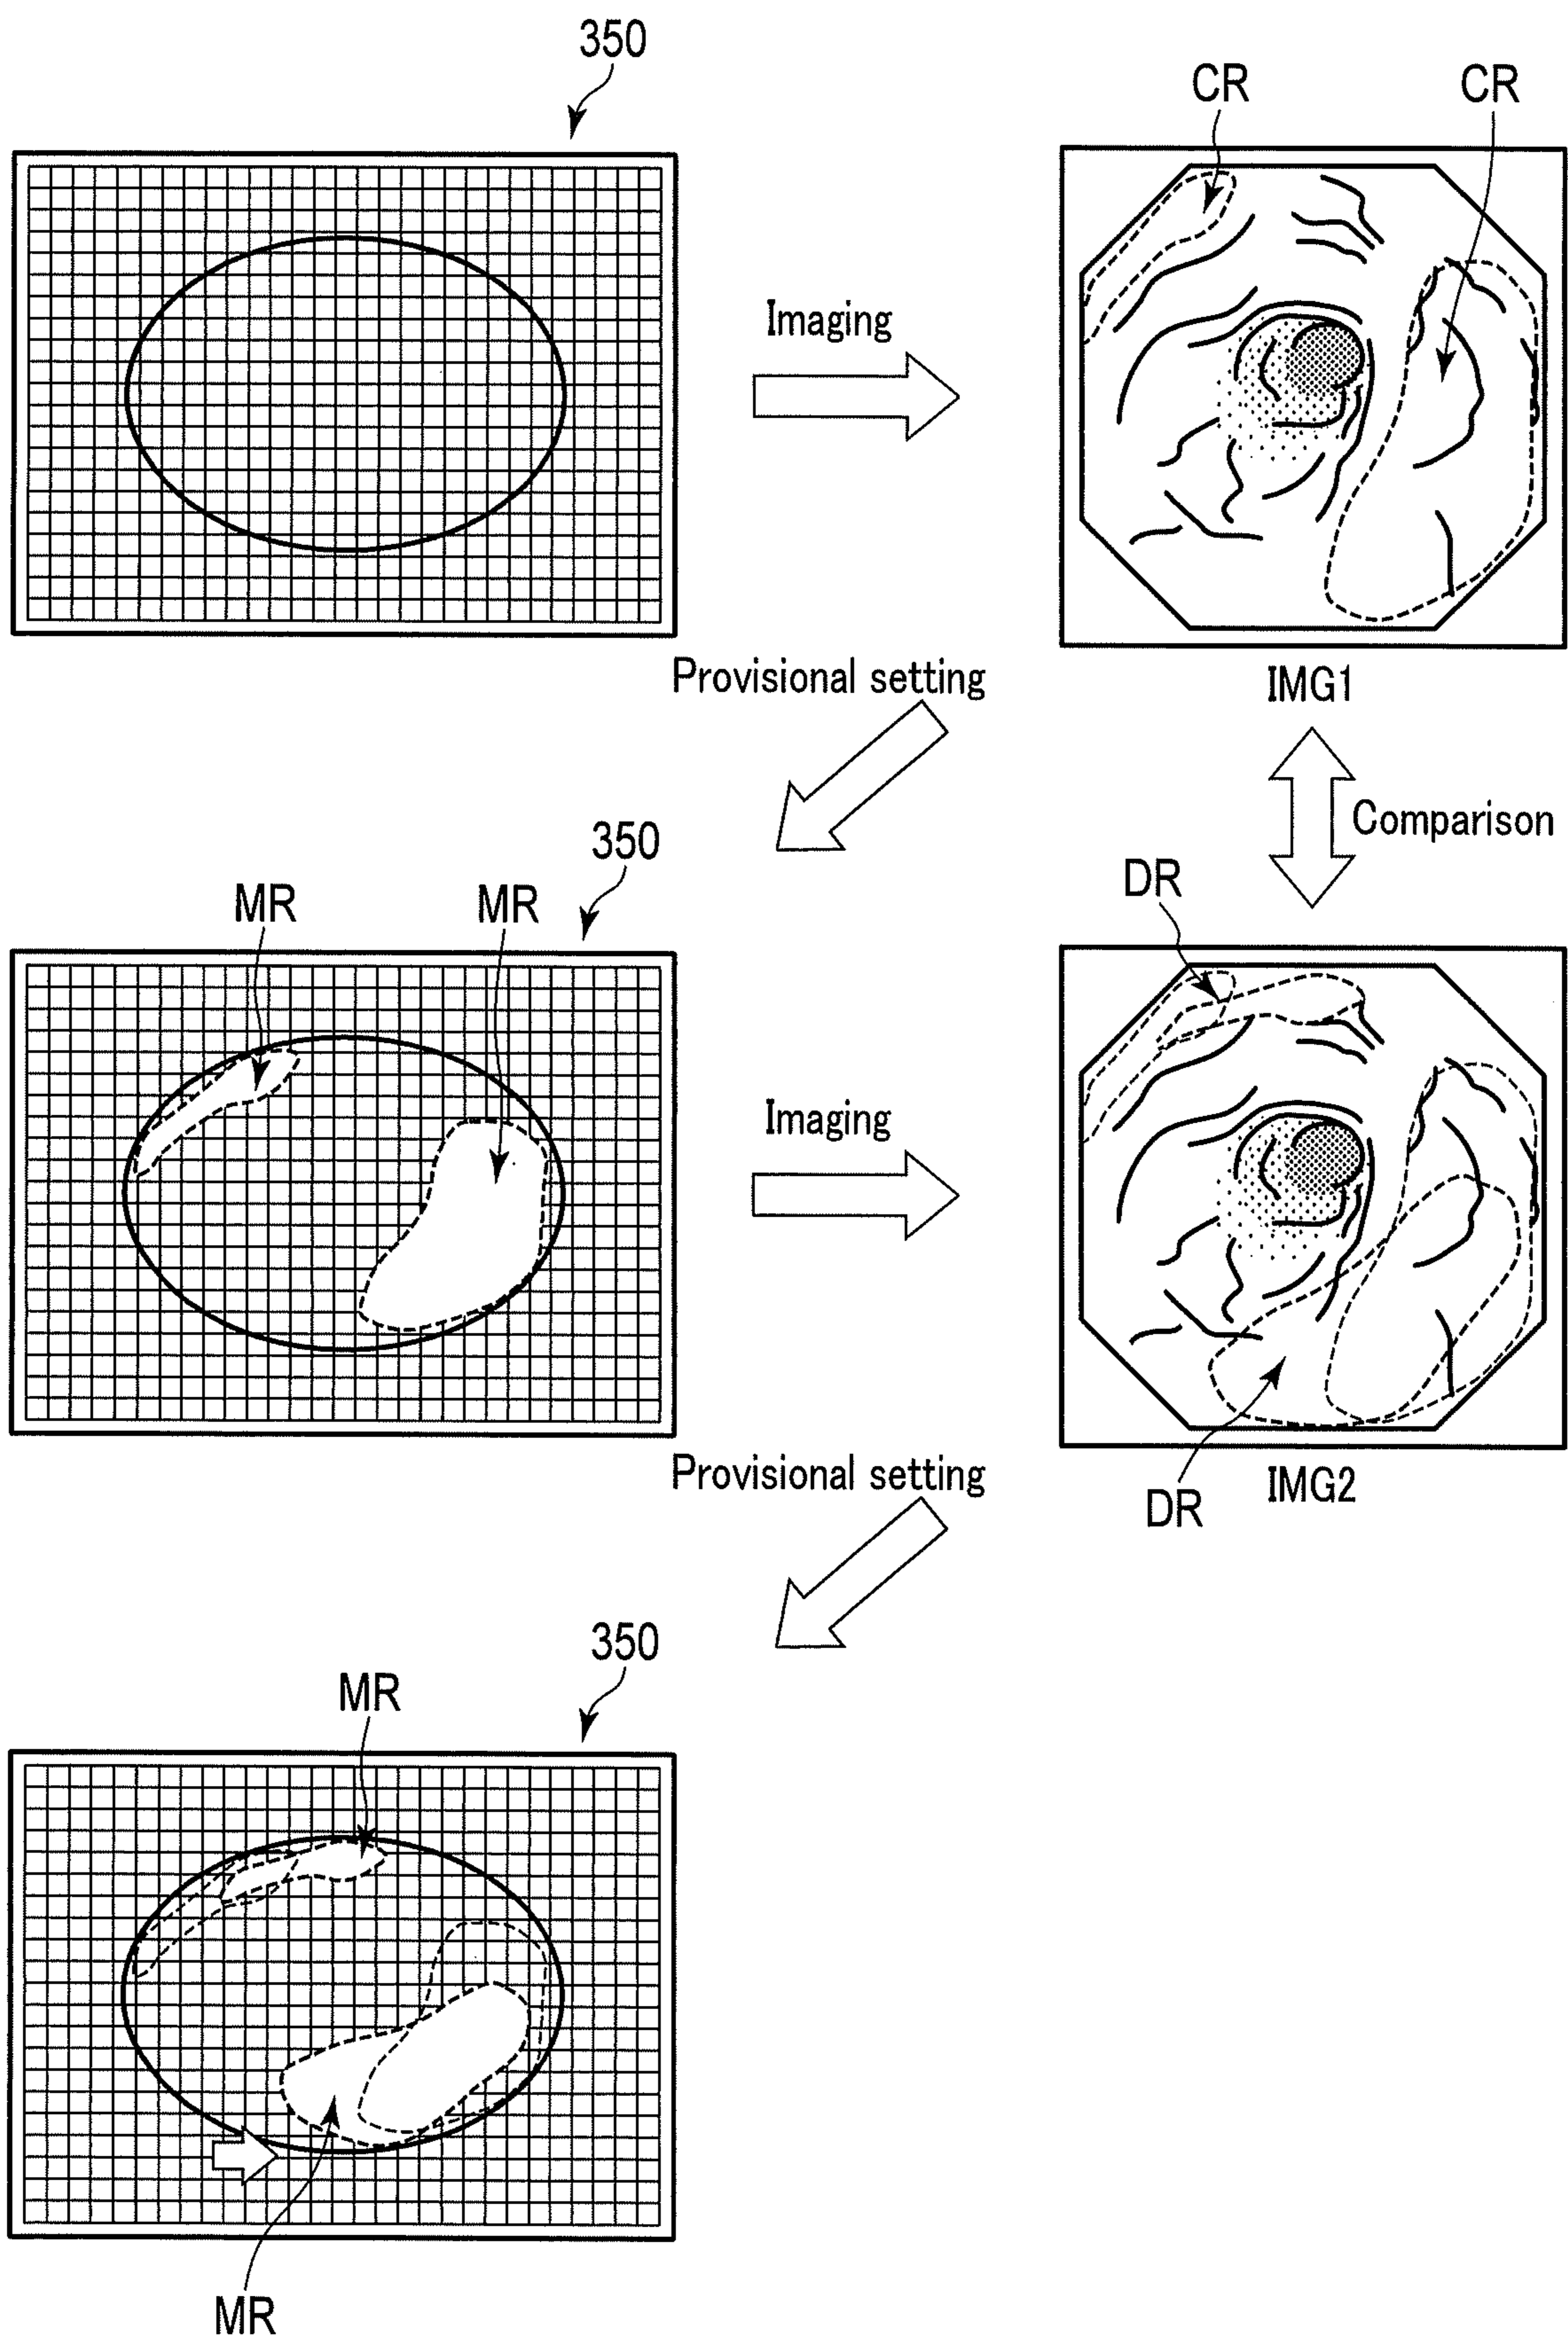 350
CR
CR
Imaging
Provisional setting
IMG1
Comparison
350
MR
MR
DR
Imaging
Provisional setting
DR
IMG2
350
MR
MR